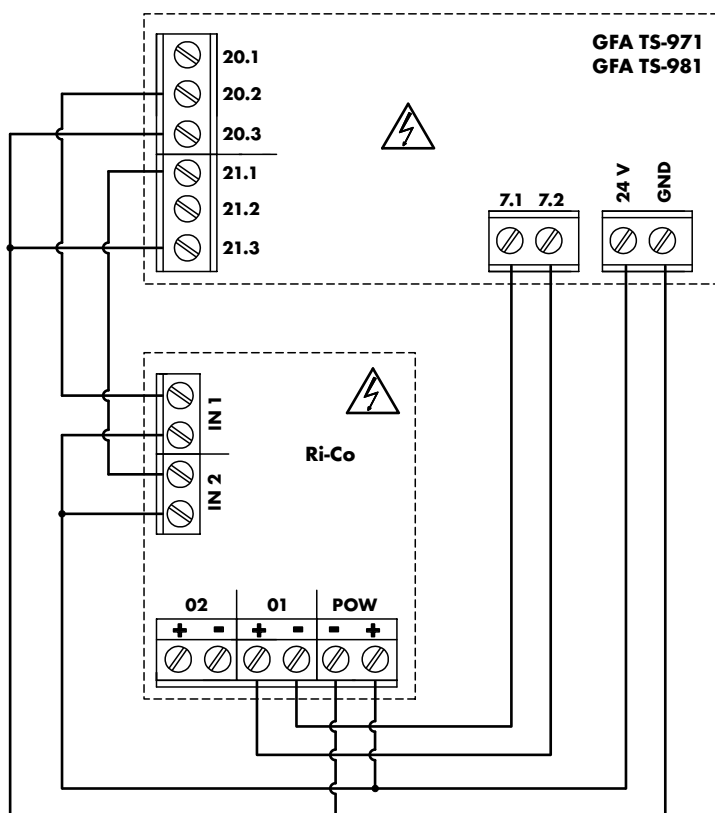 GFA TS-971
GFA TS-981
20.1
20.2
20.3
21.1
21.2
21.3
7.1 7.2
24 V
GND
IN 1
IN 2
Ri-Co
02 01 POW
+ - + - - +